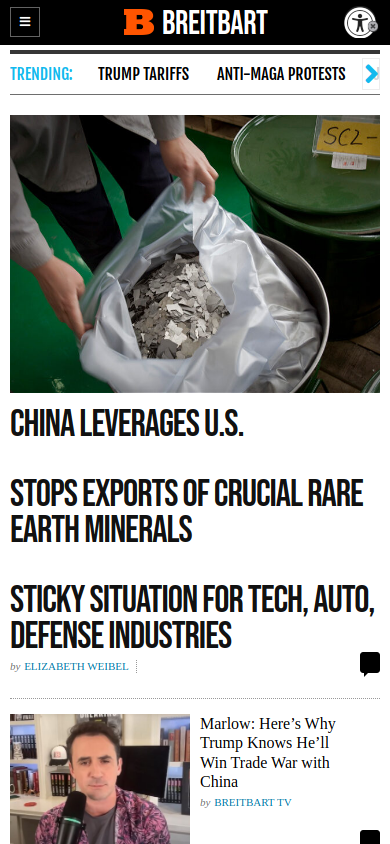 BREITBART
TRENDING:
TRUMP TARIFFS
ANTI-MAGA PROTESTS
SC2-
CHINA LEVERAGES U.S.
STOPS EXPORTS OF CRUCIAL RARE
EARTH MINERALS
STICKY SITUATION FOR TECH, AUTO,
DEFENSE INDUSTRIES
by ELIZABETH WEIBEL
Marlow: Here’s Why
Trump Knows He’ll
Win Trade War with
China
by BREITBART TV